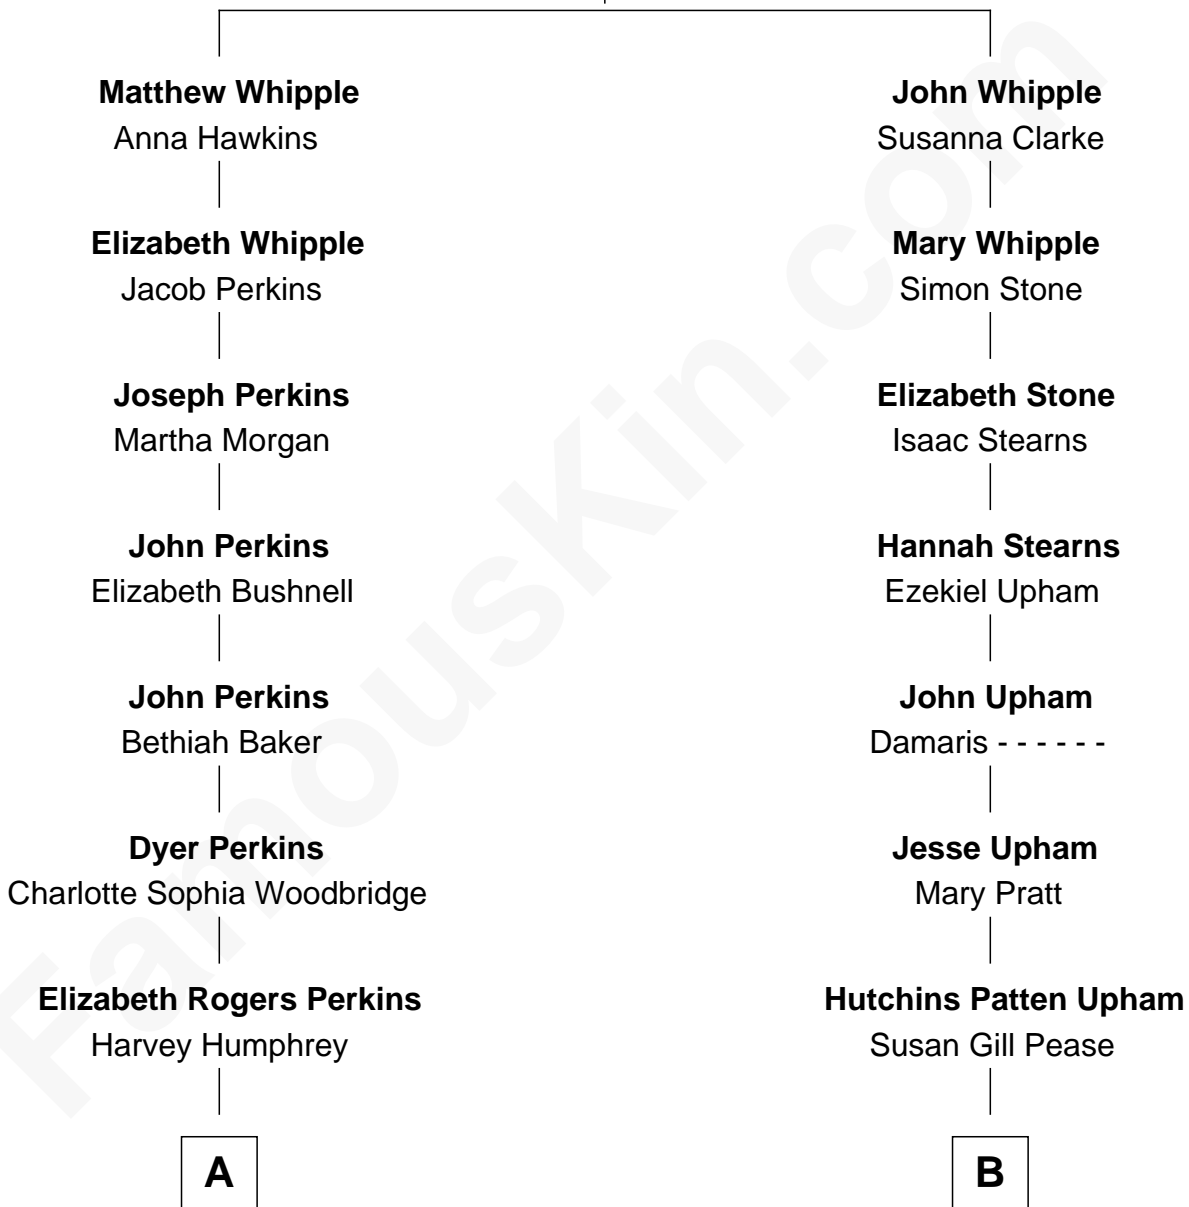 Matthew Whipple
Anna Hawkins
Elizabeth Whipple
Jacob Perkins
Joseph Perkins
Martha Morgan
John Perkins
Elizabeth Bushnell
John Perkins
Bethiah Baker
Dyer Perkins
Charlotte Sophia Woodbridge
Elizabeth Rogers Perkins
Harvey Humphrey
A
John Whipple
Susanna Clarke
Mary Whipple
Simon Stone
Elizabeth Stone
Isaac Stearns
Hannah Stearns
Ezekiel Upham
John Upham
Damaris - - - - - -
Jesse Upham
Mary Pratt
Hutchins Patten Upham
Susan Gill Pease
B
FamousKin.com